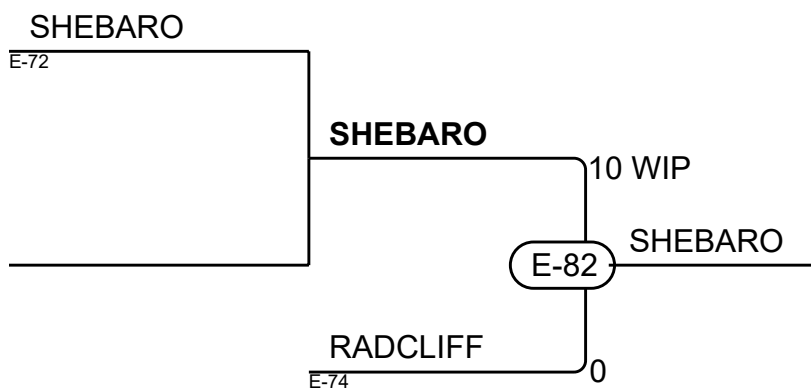 SHEBARO
E-72
SHEBARO
10 WIP
E-82
SHEBARO
RADCLIFF
E-74
0